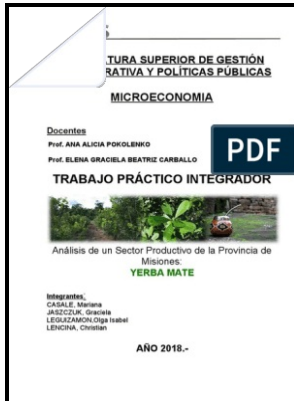 TURA SUPERIOR DE GESTIÓN
RATIVA Y POLÍTICAS PÚBLICAS
MICROECONOMIA
Docentes
Prof. ANA ALICIA POKOLENKO
Prof. ELENA GRACIELA BEATRIZ CARBALLO
PDF
TRABAJO PRÁCTICO INTEGRADOR
Análisis de un Sector Productivo de la Provincia de
Misiones:
YERBA MATE
Integrantes:
CASALE, Mariana
JASZCZUK, Graciela
LEGUIZAMON,Olga Isabel
LENCINA, Christian
AÑO 2018.-